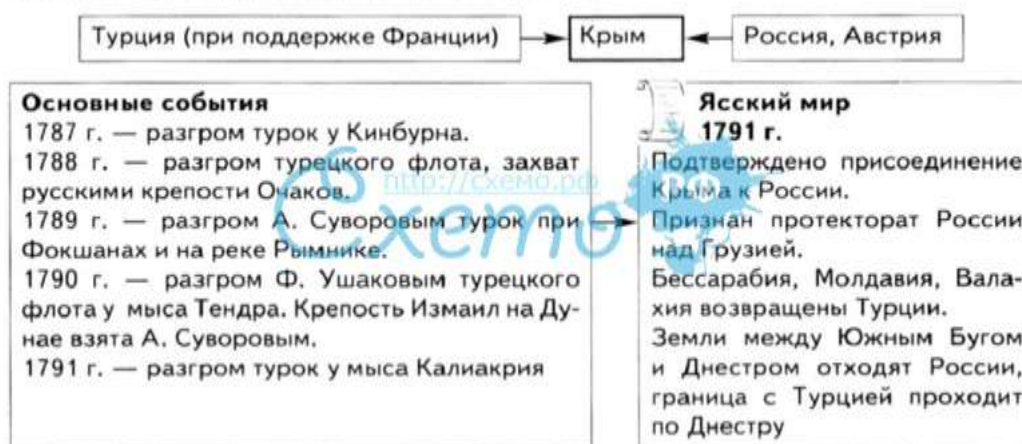 Турция (при поддержке Франции)
Крым
Россия, Австрия
Основные события
1787 г. — разгром турок у Кинбурна.
1788 г. — разгром турецкого флота, захват
русскими крепости Очаков.
1789 г. — разгром А. Суворовым турок при
Фокшанах и на реке Рымнике.
1790 г. — разгром Ф. Ушаковым турецкого
флота у мыса Тендра. Крепость Измаил на Ду-
нае взята А. Суворовым.
1791 г. — разгром турок у мыса Калиакрия
Ясский мир
1791 г.
Подтверждено присоединение
Крыма к России.
Признан протекторат России
над Грузией.
Бессарабия, Молдавия, Вала-
хия возвращены Турции.
Земли между Южным Бугом
и Днестром отходят России,
граница с Турцией проходит
по Днестру
http://схемо.рф
Схемо